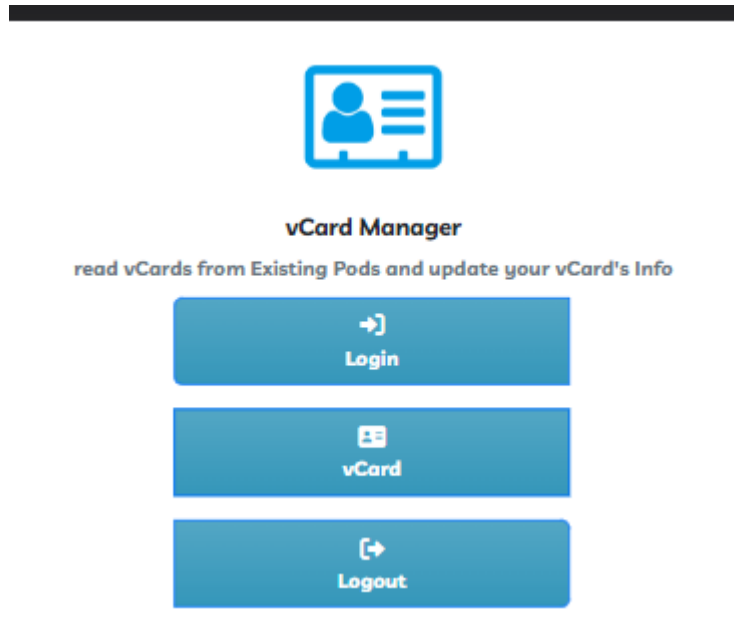 vCard Manager
read vCards from Existing Pods and update your vCard's Info
Login
vCard
Logout